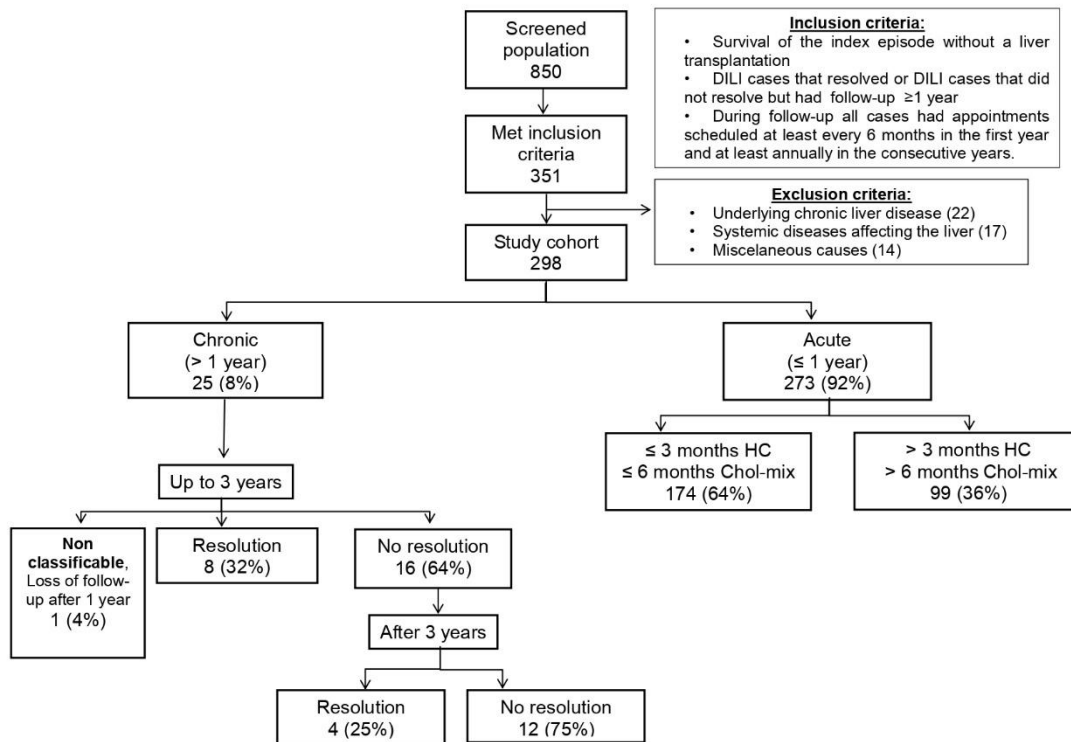 Screened
population
850
Inclusion criteria:
• Survival of the index episode without a liver
transplantation
• DILI cases that resolved or DILI cases that did
not resolve but had follow-up ≥1 year
• During follow-up all cases had appointments
scheduled at least every 6 months in the first year
and at least annually in the consecutive years.
Met inclusion
criteria
351
Exclusion criteria:
• Underlying chronic liver disease (22)
• Systemic diseases affecting the liver (17)
• Miscelaneous causes (14)
Study cohort
298
Chronic
(> 1 year)
25 (8%)
Acute
(≤ 1 year)
273 (92%)
≤ 3 months HC
≤ 6 months Chol-mix
174 (64%)
> 3 months HC
> 6 months Chol-mix
99 (36%)
Up to 3 years
Non
classificable,
Loss of follow-
up after 1 year
1 (4%)
Resolution
8 (32%)
No resolution
16 (64%)
After 3 years
Resolution
4 (25%)
No resolution
12 (75%)